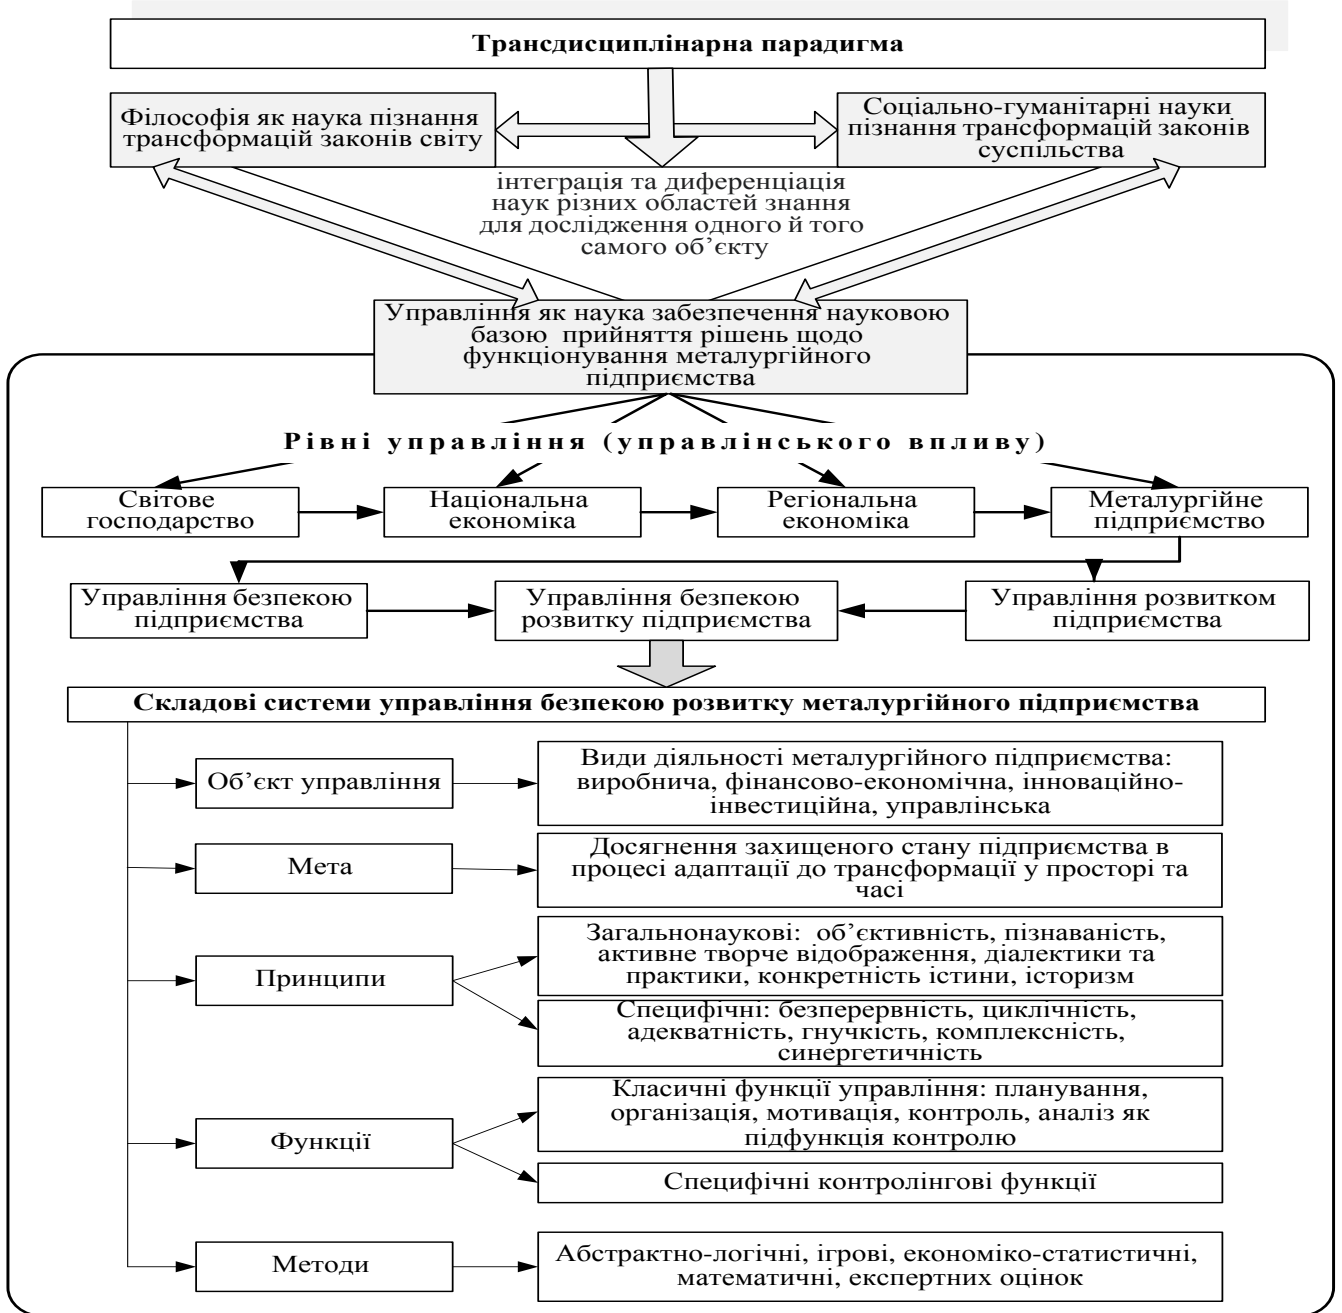 Трансдисциплінарна парадигма
Філософія як наука пізнання
трансформацій законів світу
Соціально-гуманітарні науки
пізнання трансформацій законів
суспільства
інтеграція та диференціація
наук різних областей знання
для дослідження одного й того
самого об’єкту
Управління як наука забезпечення науковою
базою прийняття рішень щодо
функціонування металургійного
підприємства
Рівні управління (управлінського впливу)
Світове
господарство
Національна
економіка
Регіональна
економіка
Металургійне
підприємство
Управління безпекою
підприємства
Управління безпекою
розвитку підприємства
Управління розвитком
підприємства
Складові системи управління безпекою розвитку металургійного підприємства
Об’єкт управління
Види діяльності металургійного підприємства:
виробнича, фінансово-економічна, інноваційно-
інвестиційна, управлінська
Мета
Досягнення захищеного стану підприємства в
процесі адаптації до трансформації у просторі та
часі
Принципи
Загальнонаукові: об’єктивність, пізнаваність,
активне творче відображення, діалектики та
практики, конкретність істини, історизм
Специфічні: безперервність, циклічність,
адекватність, гнучкість, комплексність,
синергетичність
Функції
Класичні функції управління: планування,
організація, мотивація, контроль, аналіз як
підфункція контролю
Специфічні контролінгові функції
Методи
Абстрактно-логічні, ігрові, економіко-статистичні,
математичні, експертних оцінок